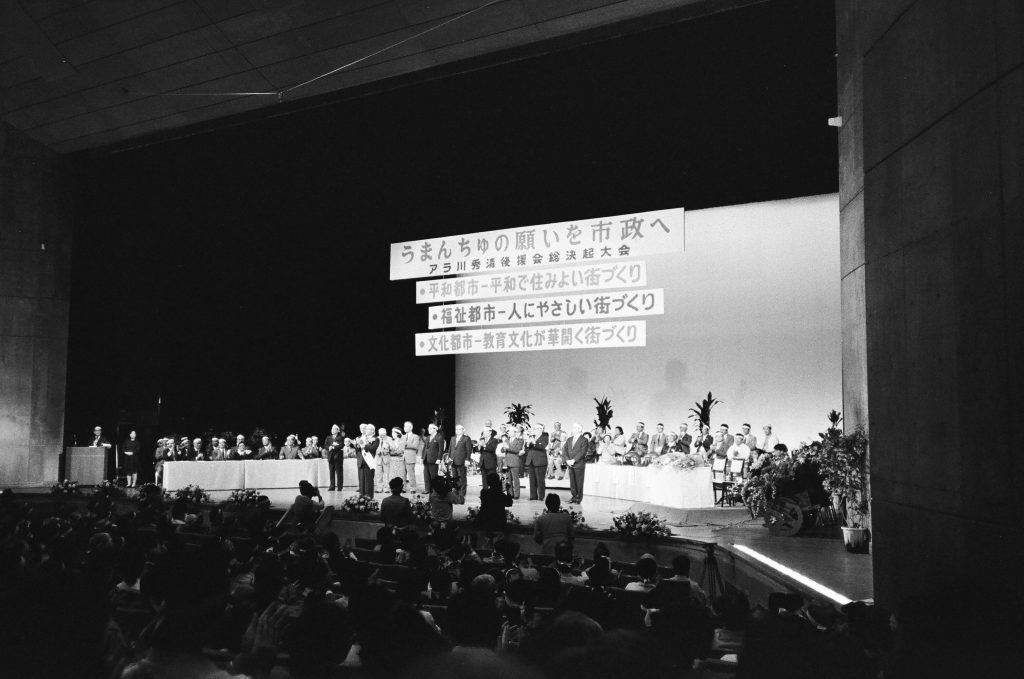 うまんちゅの願いを市政へ
アラ川秀清後援会総決起大会
・平和都市－平和で住みよい街づくり
・福祉都市－人にやさしい街づくり
・文化都市－教育文化が華開く街づくり